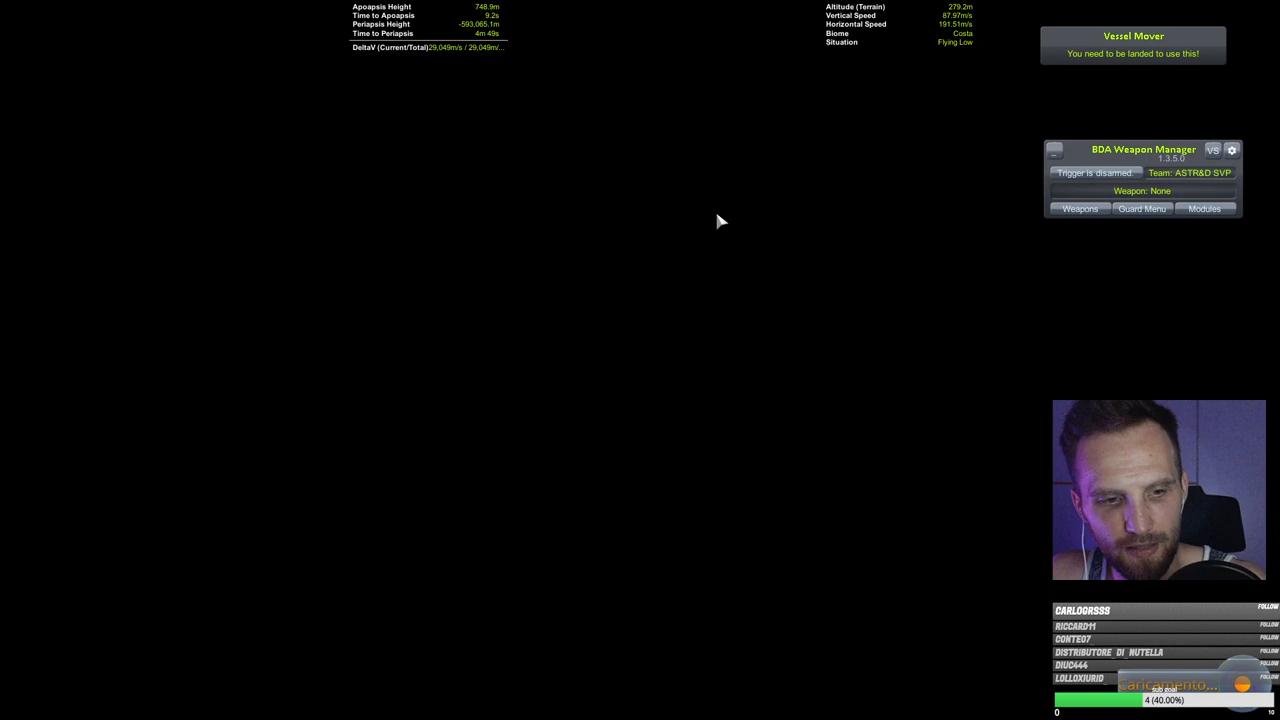 Apoapsis Height 748.9m
Time to Apoapsis 9.2s
Periapsis Height -593,065.1m
Time to Periapsis 4m 49s
DeltaV (Current/Total) 29,049m/s / 29,049m/...
Altitude (Terrain) 279.2m
Vertical Speed 87.97m/s
Horizontal Speed 191.51m/s
Biome Costa
Situation Flying Low
Vessel Mover
You need to be landed to use this!
_ BDA Weapon Manager VS
1.3.5.0
Trigger is disarmed. Team: ASTR&D SVP
Weapon: None
Weapons Guard Menu Modules
CARLOGRSSS FOLLOW
RICCARD11 FOLLOW
CONTE07 FOLLOW
DISTRIBUTORE_DI_NUTELLA FOLLOW
DIUC444 FOLLOW
LOLLOXIURID_ FOLLOW
Caricamento...
sub goal
4 (40.00%)
0 10